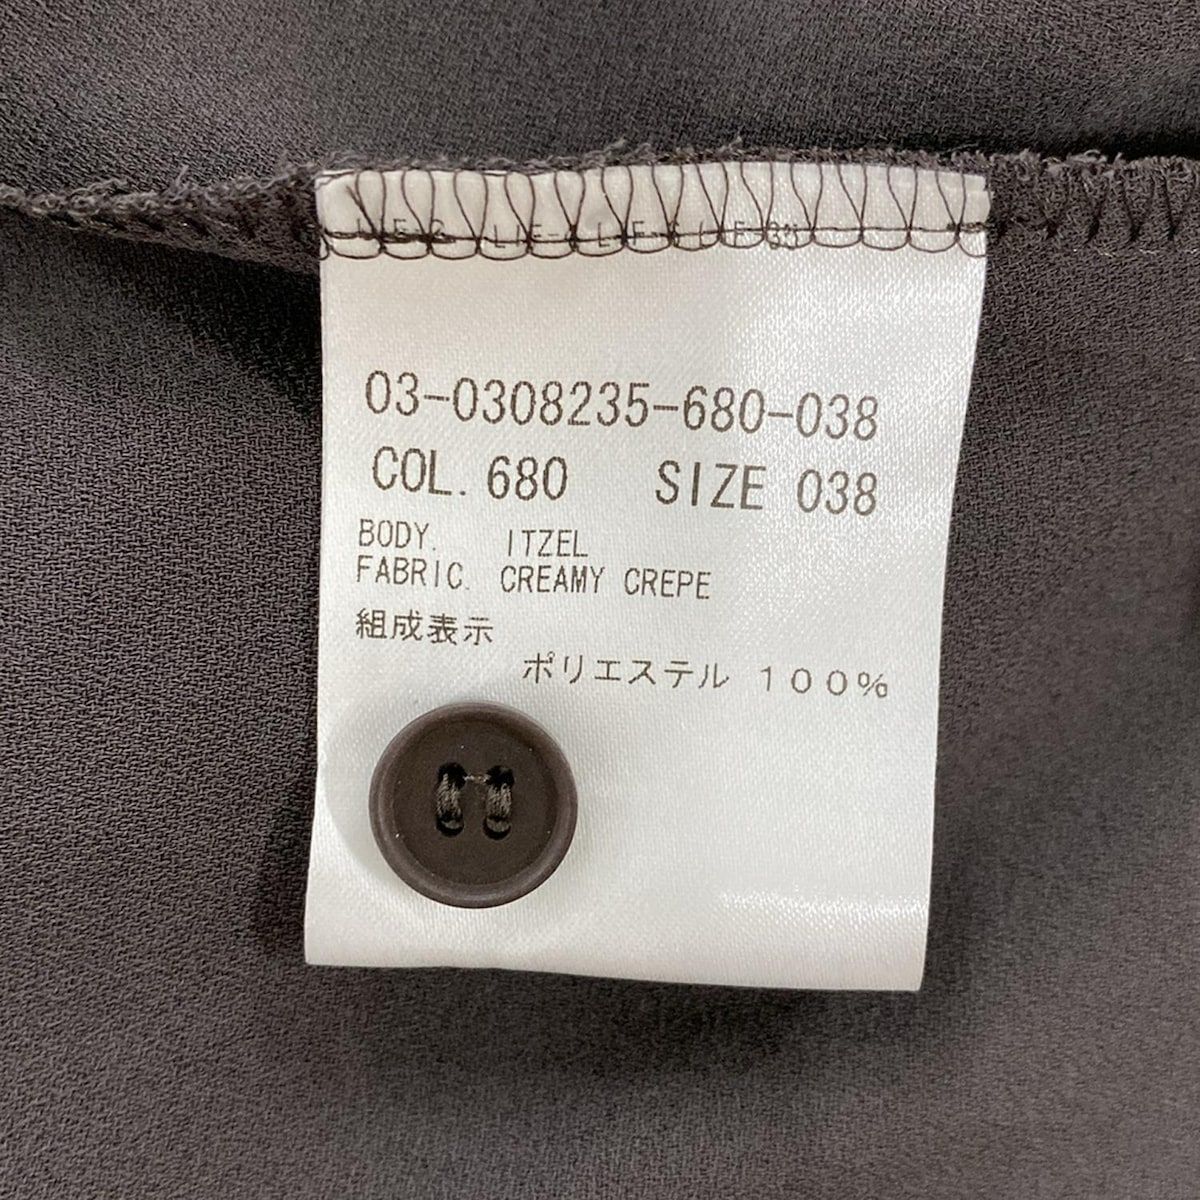 03-0308235-680-038
COL. 680 SIZE 038
BODY. ITZEL
FABRIC. CREAMY CREPE
組成表示
ポリエステル 100%